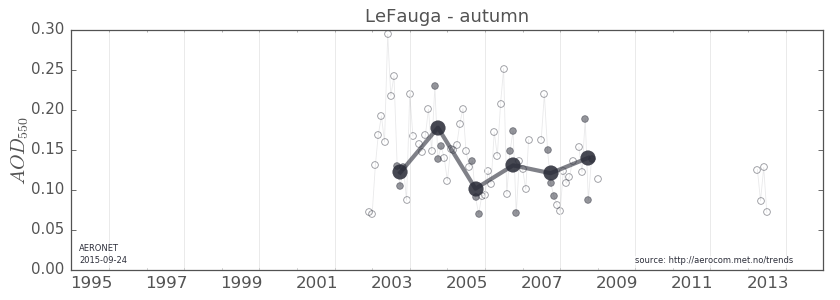 LeFauga - autumn
0.30
0.25
0.20
0.15
0.10
0.05
0.00
AOD550
AERONET
2015-09-24
source: http://aerocom.met.no/trends
1995 1997 1999 2001 2003 2005 2007 2009 2011 2013